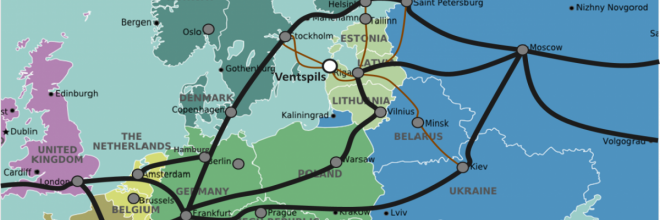 Helsinki
Saint Petersburg
Nizhny Novgorod
Bergen
Mariehamn
Tallinn
Oslo
Stockholm
ESTONIA
Moscow
Gothenburg
Ventspils
Riga
LATVIA
Edinburgh
DENMARK
LITHUANIA
Copenhagen
Kaliningrad
Vilnius
Minsk
Dublin
THE
NETHERLANDS
BELARUS
Volgograd
UNITED
KINGDOM
Hamburg
Berlin
Warsaw
Kiev
Cardiff
London
Amsterdam
POLAND
GERMANY
UKRAINE
Brussels
BELGIUM
Frankfurt
Prague
Krakow
Lviv